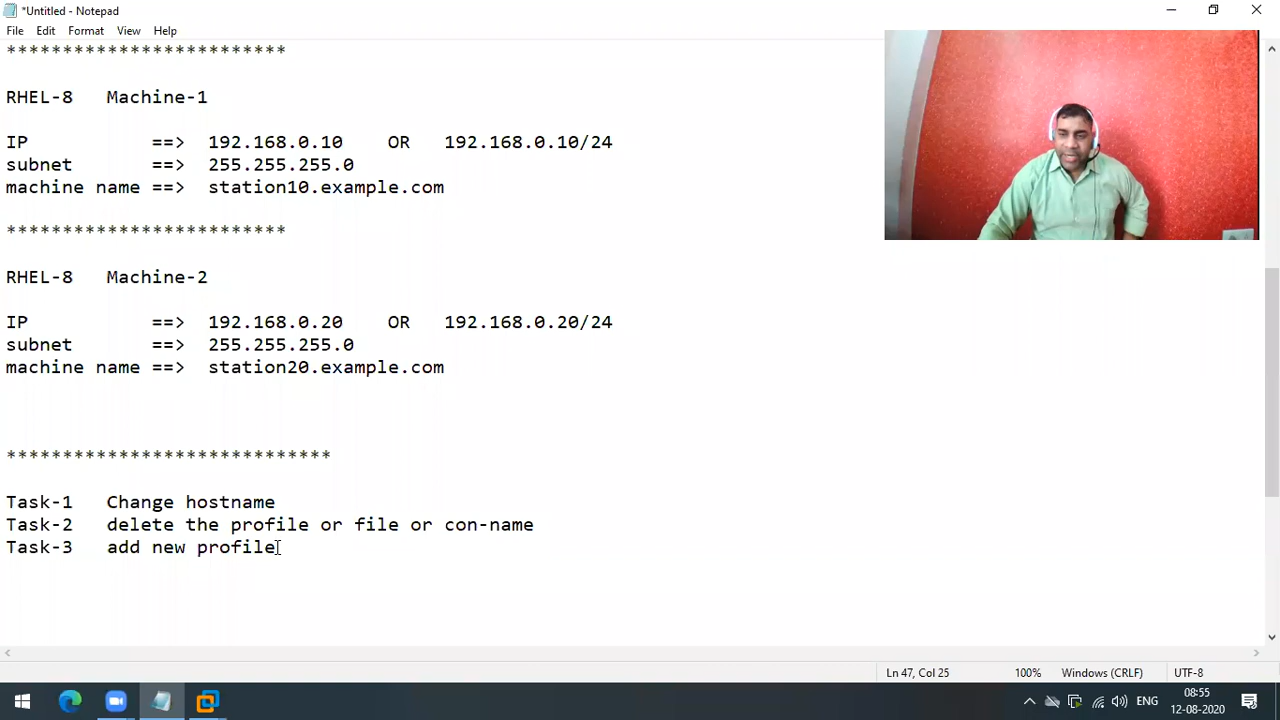 *Untitled - Notepad
File Edit Format View Help
*************************
RHEL-8 Machine-1
IP ==> 192.168.0.10 OR 192.168.0.10/24
subnet ==> 255.255.255.0
machine name ==> station10.example.com
*************************
RHEL-8 Machine-2
IP ==> 192.168.0.20 OR 192.168.0.20/24
subnet ==> 255.255.255.0
machine name ==> station20.example.com
*****************************
Task-1 Change hostname
Task-2 delete the profile or file or con-name
Task-3 add new profile
Ln 47, Col 25 100% Windows (CRLF) UTF-8
ENG
08:55
12-08-2020